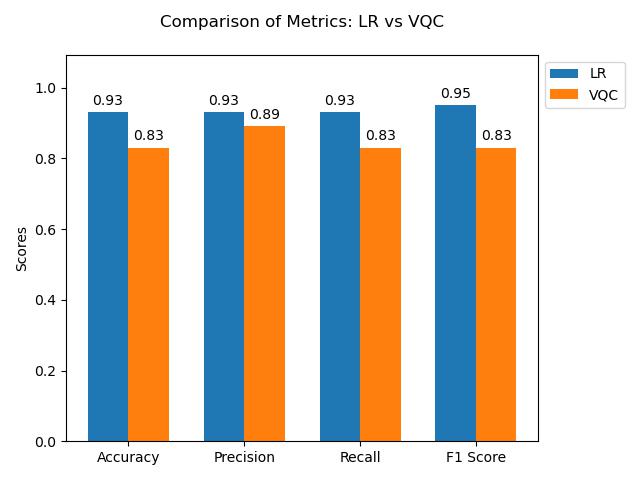 Comparison of Metrics: LR vs VQC
LR
VQC
Scores
1.0
0.8
0.6
0.4
0.2
0.0
0.93
0.83
0.93
0.89
0.93
0.83
0.95
0.83
Accuracy
Precision
Recall
F1 Score